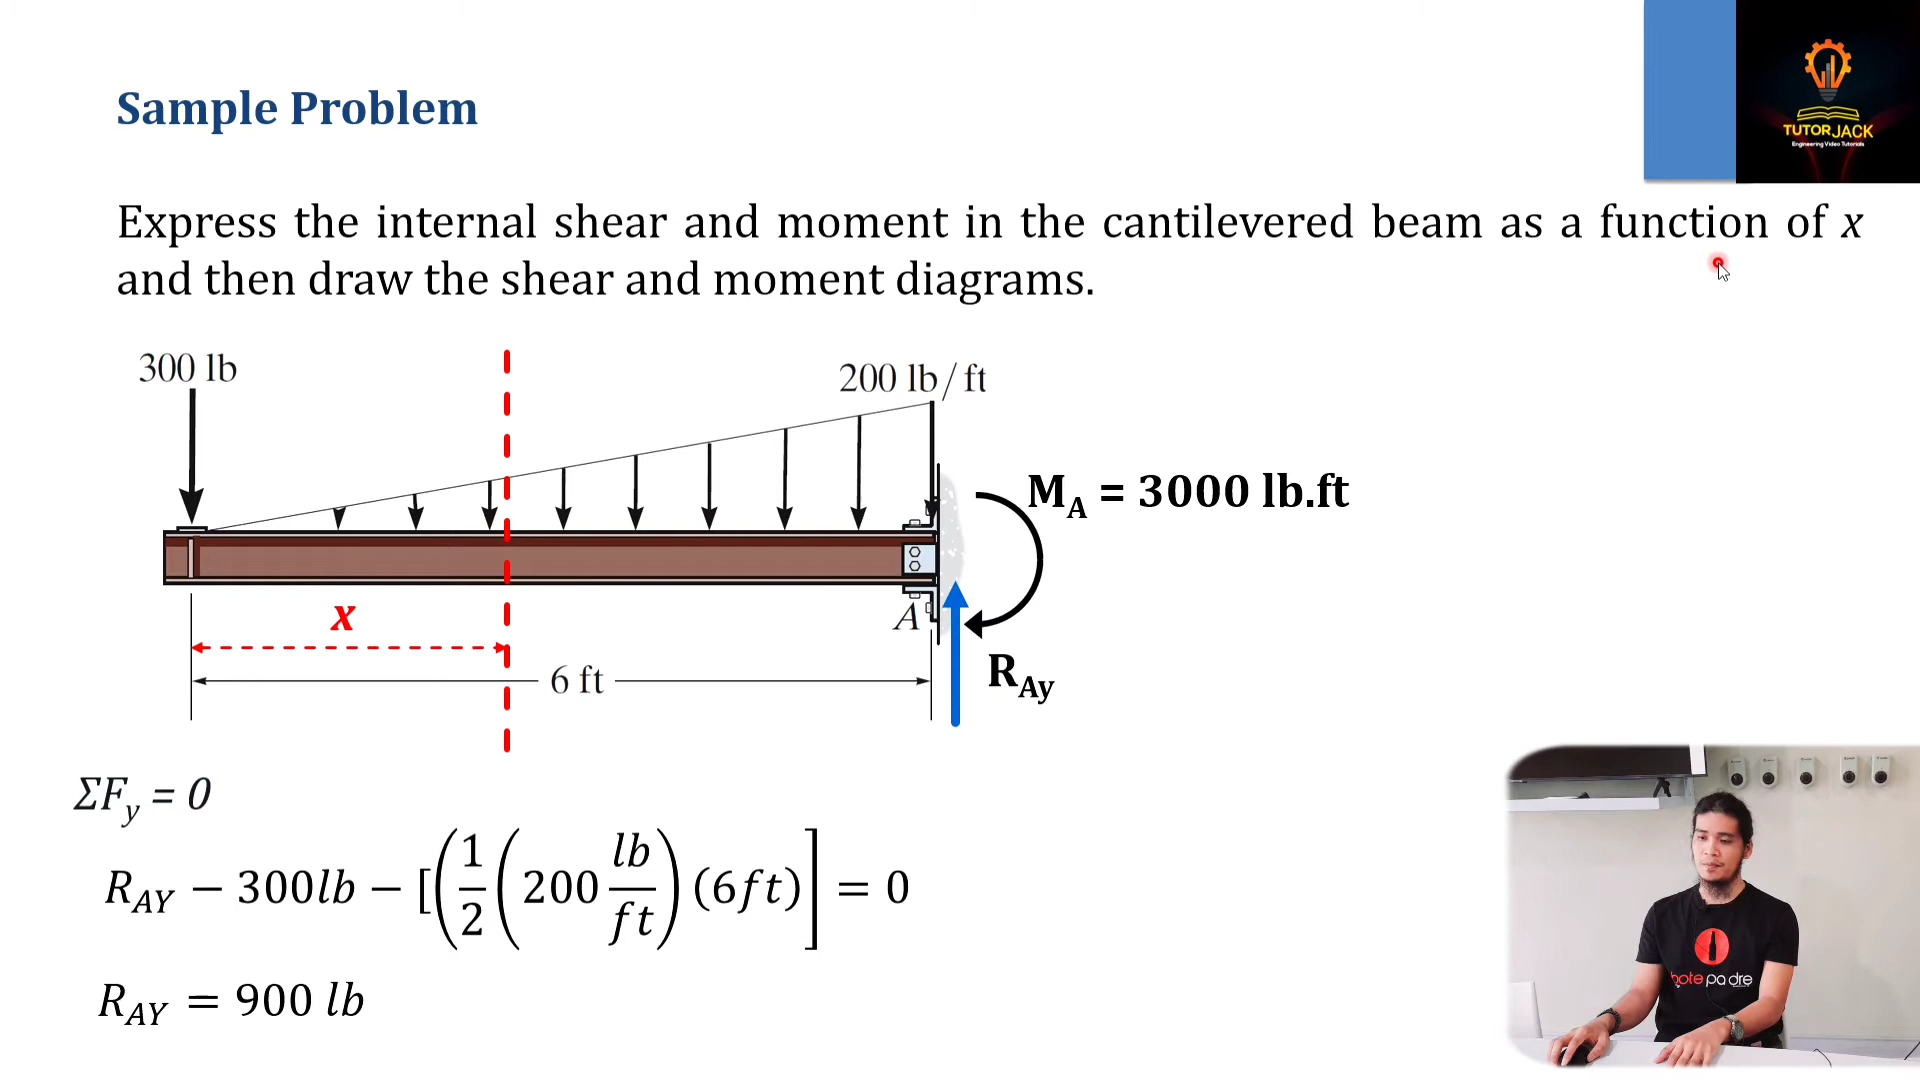 Sample Problem
TUTORJACK
Engineering Video Tutorials
Express the internal shear and moment in the cantilevered beam as a function of x
and then draw the shear and moment diagrams.
300 lb
200 lb/ft
M_A = 3000 lb.ft
x
A
6 ft
R_Ay
ΣF_y = 0
R_AY − 300lb − [(1/2 (200 lb/ft) (6ft)] = 0
R_AY = 900 lb
bote padre